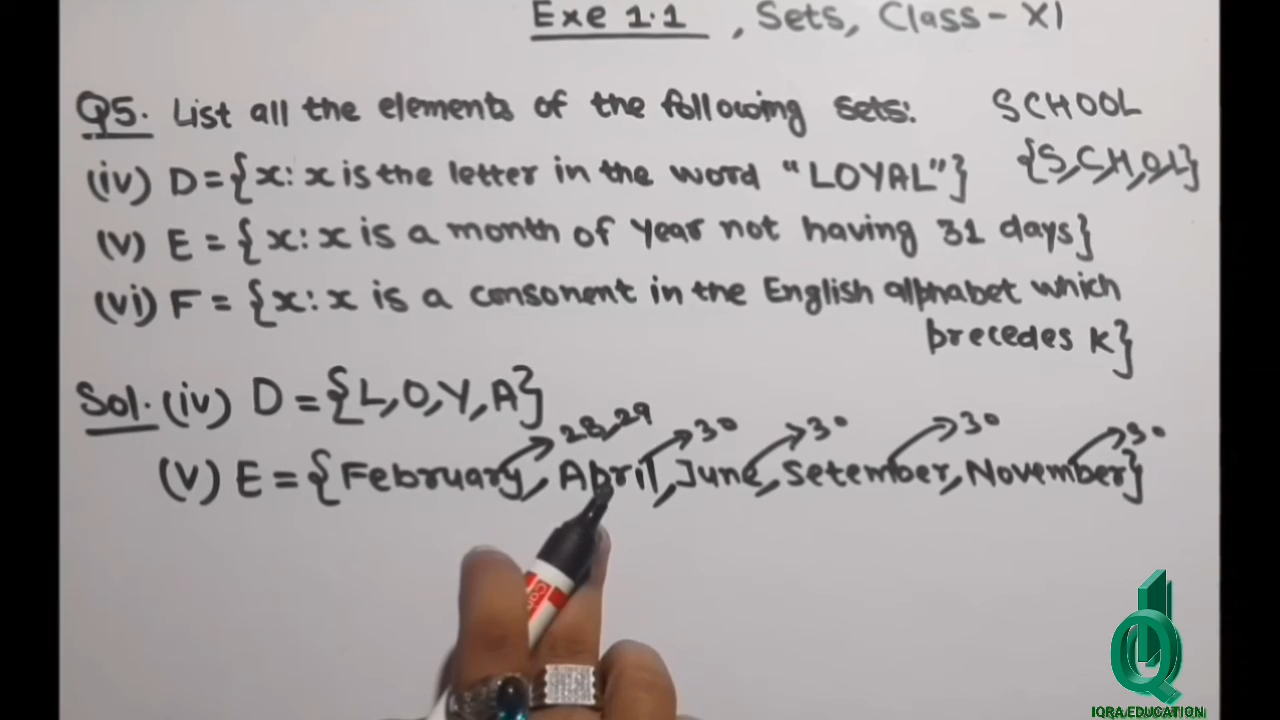 Exe 1.1 , Sets, Class - XI
Q5. List all the elements of the following sets:
SCHOOL
{S,C,H,O,L}
(iv) D = {x: x is the letter in the word "LOYAL"}
(v) E = {x: x is a month of year not having 31 days}
(vi) F = {x: x is a consonent in the English alphabet which
precedes K}
Sol. (iv) D = {L,O,Y,A}
28,29 30 30 30 30
(v) E = {February, April, June, Setember, November}
IQRA EDUCATION